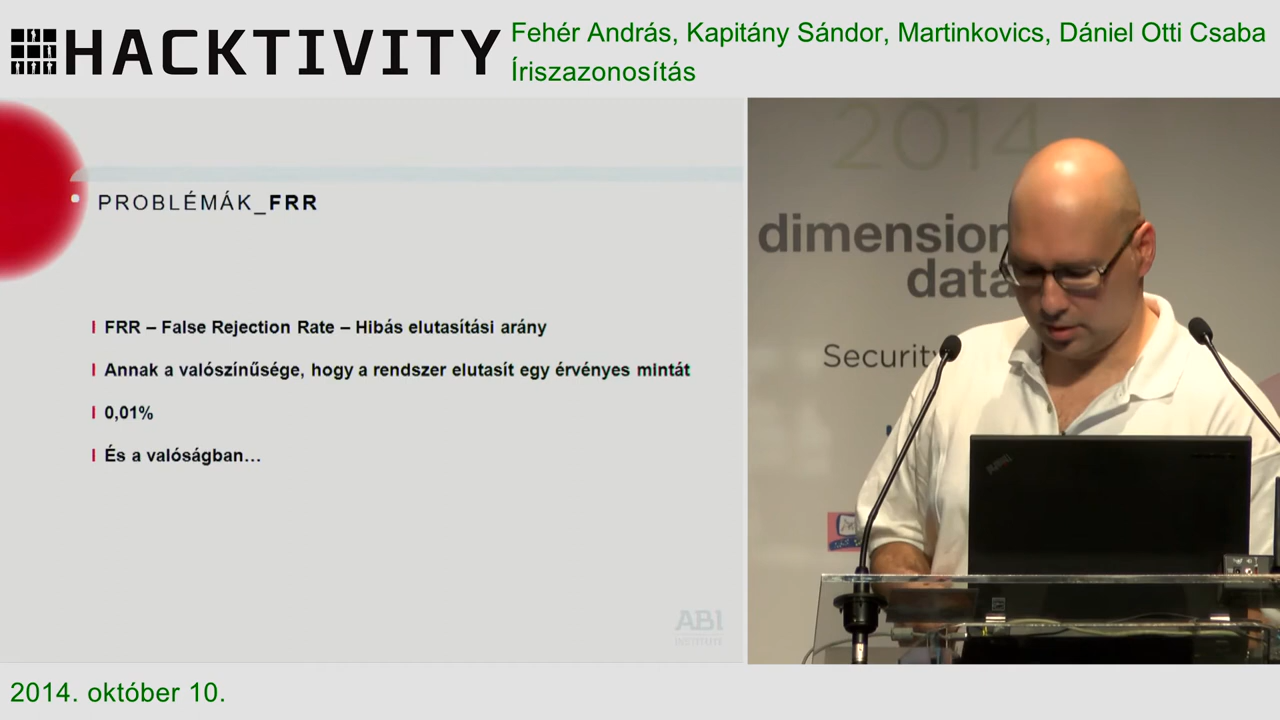 HACKTIVITY
Fehér András, Kapitány Sándor, Martinkovics, Dániel Otti Csaba
Íriszazonosítás
PROBLÉMÁK_FRR
FRR – False Rejection Rate – Hibás elutasítási arány
Annak a valószínűsége, hogy a rendszer elutasít egy érvényes mintát
0,01%
És a valóságban...
ABI
INSTITUTE
2014
dimension
data
Security
2014. október 10.